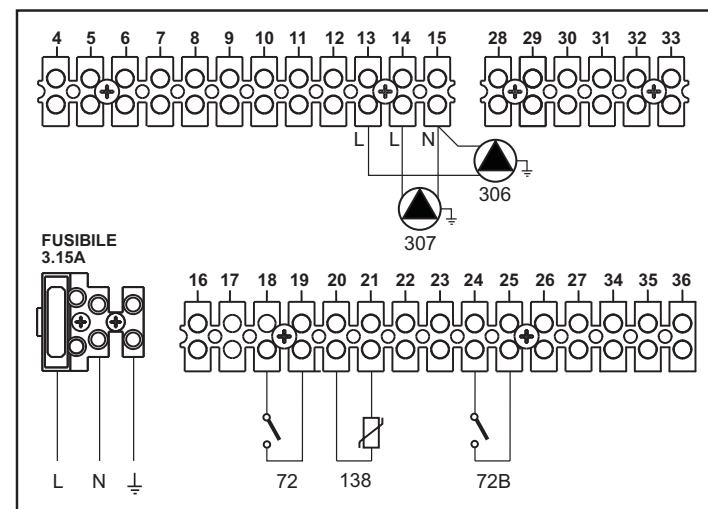 4 5 6 7 8 9 10 11 12 13 14 15 28 29 30 31 32 33
L L N
306
307
FUSIBILE
3.15A
16 17 18 19 20 21 22 23 24 25 26 27 34 35 36
L N
72 138 72B